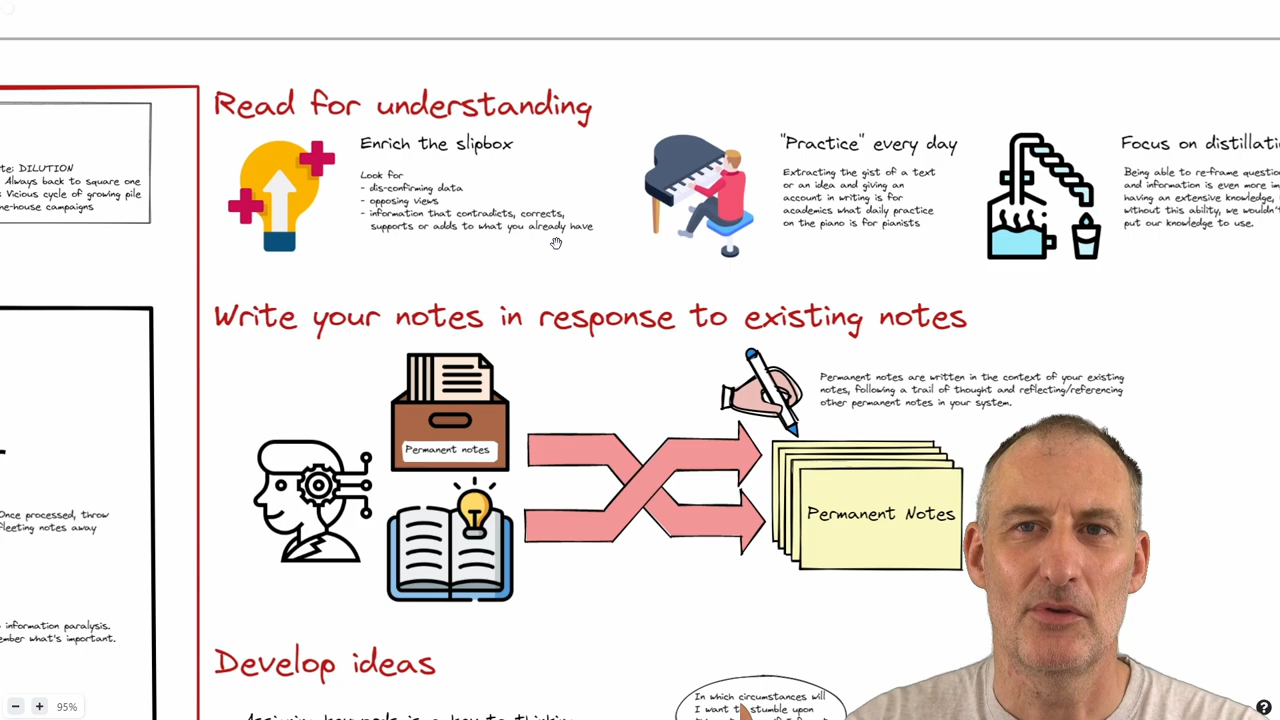 Read for understanding
te: DILUTION
Always back to square one
Vicious cycle of growing pile
ne-house campaigns
Enrich the slipbox
Look for
- dis-confirming data
- opposing views
- information that contradicts, corrects,
supports or adds to what you already have
"Practice" every day
Extracting the gist of a text
or an idea and giving an
account in writing is for
academics what daily practice
on the piano is for pianists
Focus on distillati
Being able to re-frame questio
and information is even more im
having an extensive knowledge,
without this ability, we wouldn't
put our knowledge to use.
Write your notes in response to existing notes
Permanent notes
Permanent notes are written in the context of your existing
notes, following a trail of thought and reflecting/referencing
other permanent notes in your system.
Permanent Notes
Once processed, throw
fleeting notes away
information paralysis.
ember what's important.
Develop ideas
Assigning keywords is a key to thinking
In which circumstances will
I want to stumble upon
95%